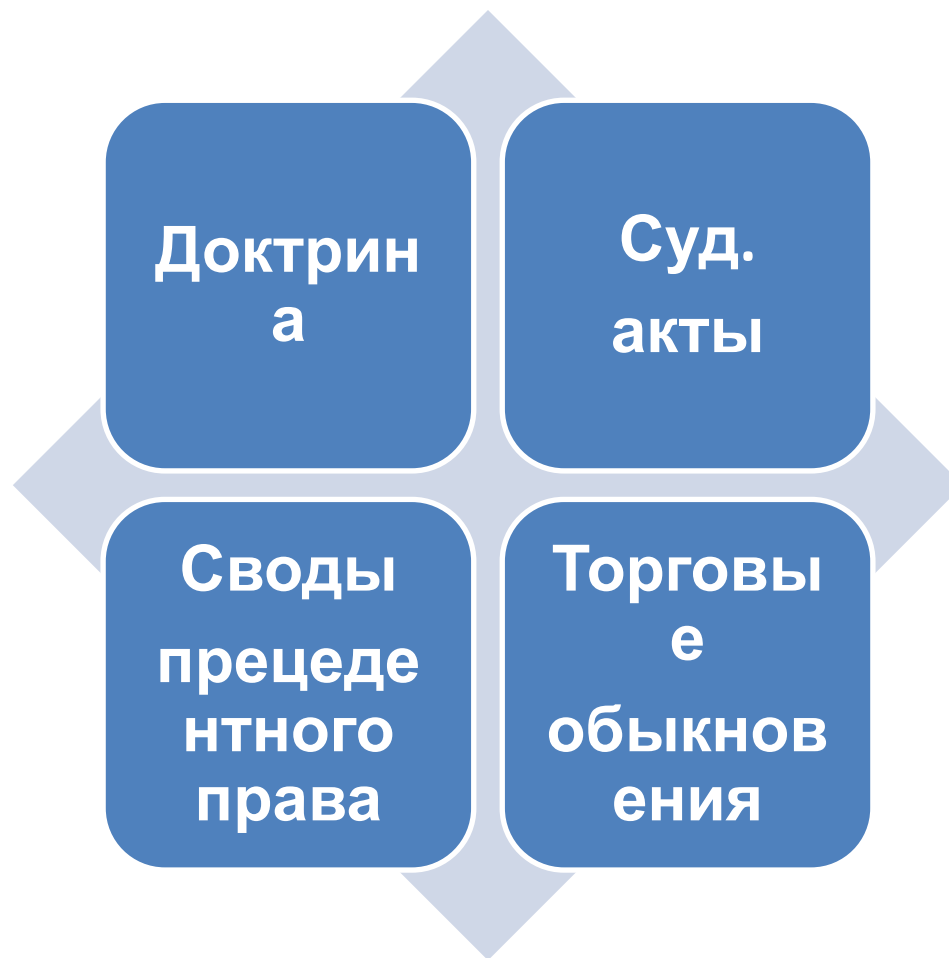 Доктрин
а
Суд.
акты
Своды
прецеде
нтного
права
Торговы
е
обыкнов
ения